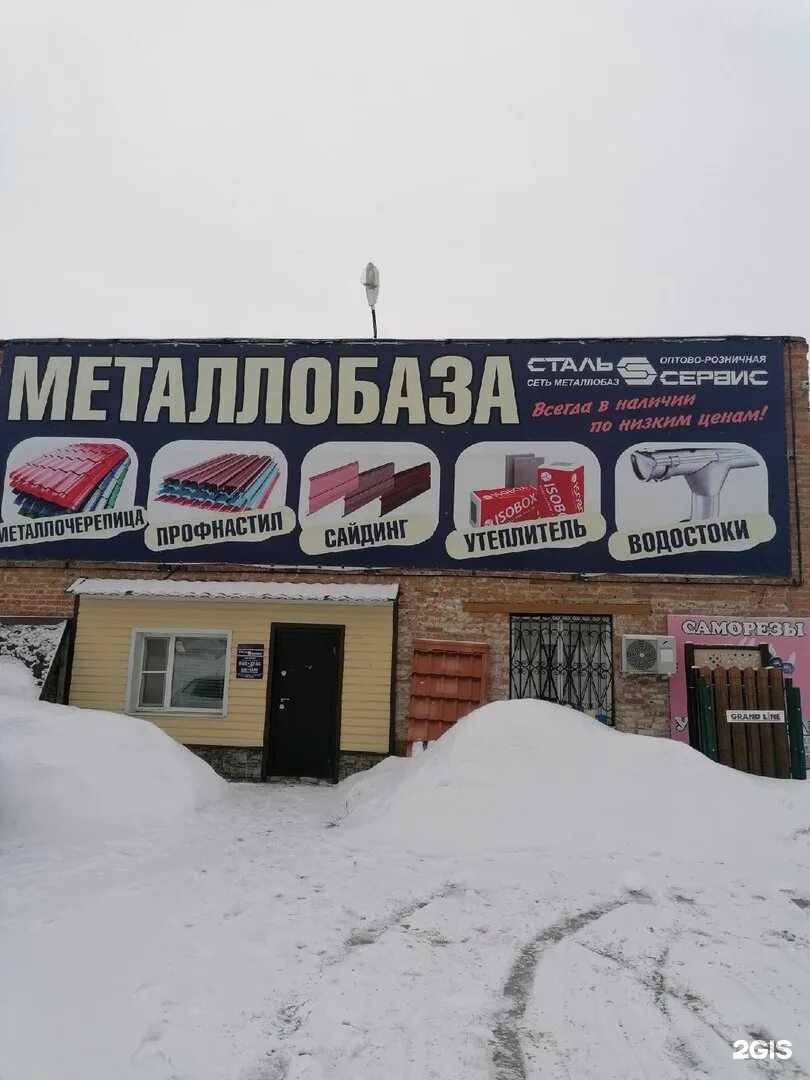 МЕТАЛЛОБАЗА
СТАЛЬ СЕРВИС
ОПТОВО-РОЗНИЧНАЯ
СЕТЬ МЕТАЛЛОБАЗ
Всегда в наличии
по низким ценам!
МЕТАЛЛОЧЕРЕПИЦА
ПРОФНАСТИЛ
САЙДИНГ
ISOBOX
ISOBOX
УТЕПЛИТЕЛЬ
ВОДОСТОКИ
САМОРЕЗЫ
GRAND LINE
2GIS